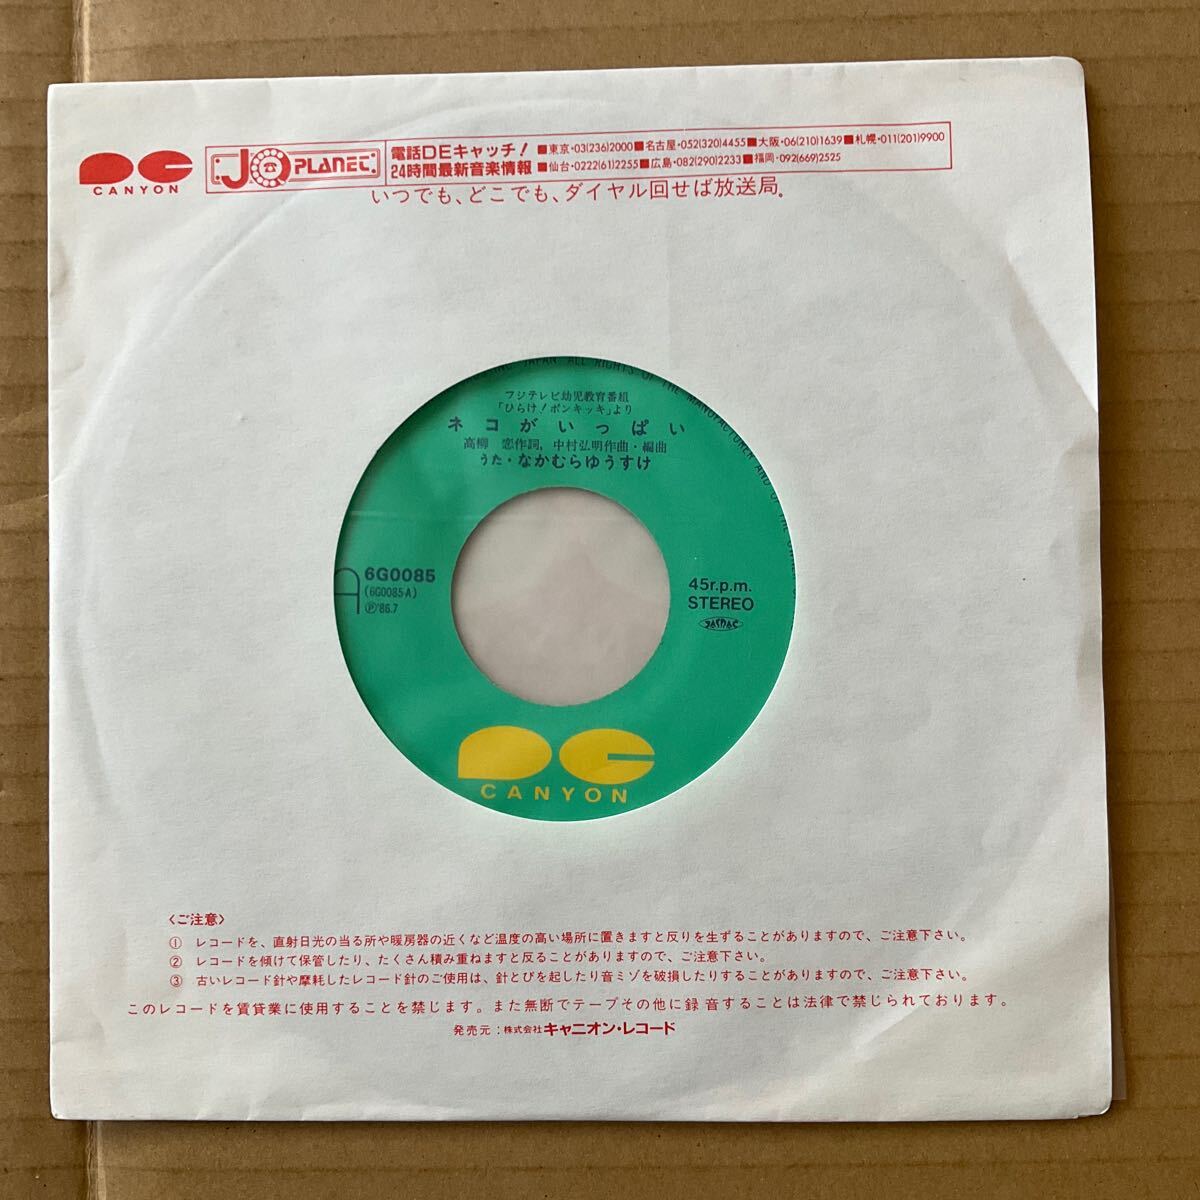 CANYON
J PLANET
電話DEキャッチ!
24時間最新音楽情報
■東京・03(236)2000■名古屋・052(320)4455■大阪・06(210)1639■札幌・011(201)9900
■仙台・0222(61)2255■広島・082(290)2233■福岡・092(669)2525
いつでも、どこでも、ダイヤル回せば放送局。
JAPAN ALL RIGHTS OF THE MANUFACTURER AND OF THE
フジテレビ幼児教育番組
「ひらけ!ポンキッキ」より
ネコがいっぱい
高柳 恋作詞, 中村弘明作曲・編曲
うた・なかむらゆうすけ
6G0085
(6G0085-A)
Ⓟ'86.7
45r.p.m.
STEREO
CANYON
〈ご注意〉
① レコードを、直射日光の当る所や暖房器の近くなど温度の高い場所に置きますと反りを生ずることがありますので、ご注意下さい。
② レコードを傾けて保管したり、たくさん積み重ねますと反ることがありますので、ご注意下さい。
③ 古いレコード針や摩耗したレコード針のご使用は、針とびを起したり音ミゾを破損したりすることがありますので、ご注意下さい。
このレコードを賃貸業に使用することを禁じます。また無断でテープその他に録音することは法律で禁じられております。
発売元:株式会社キャニオン・レコード